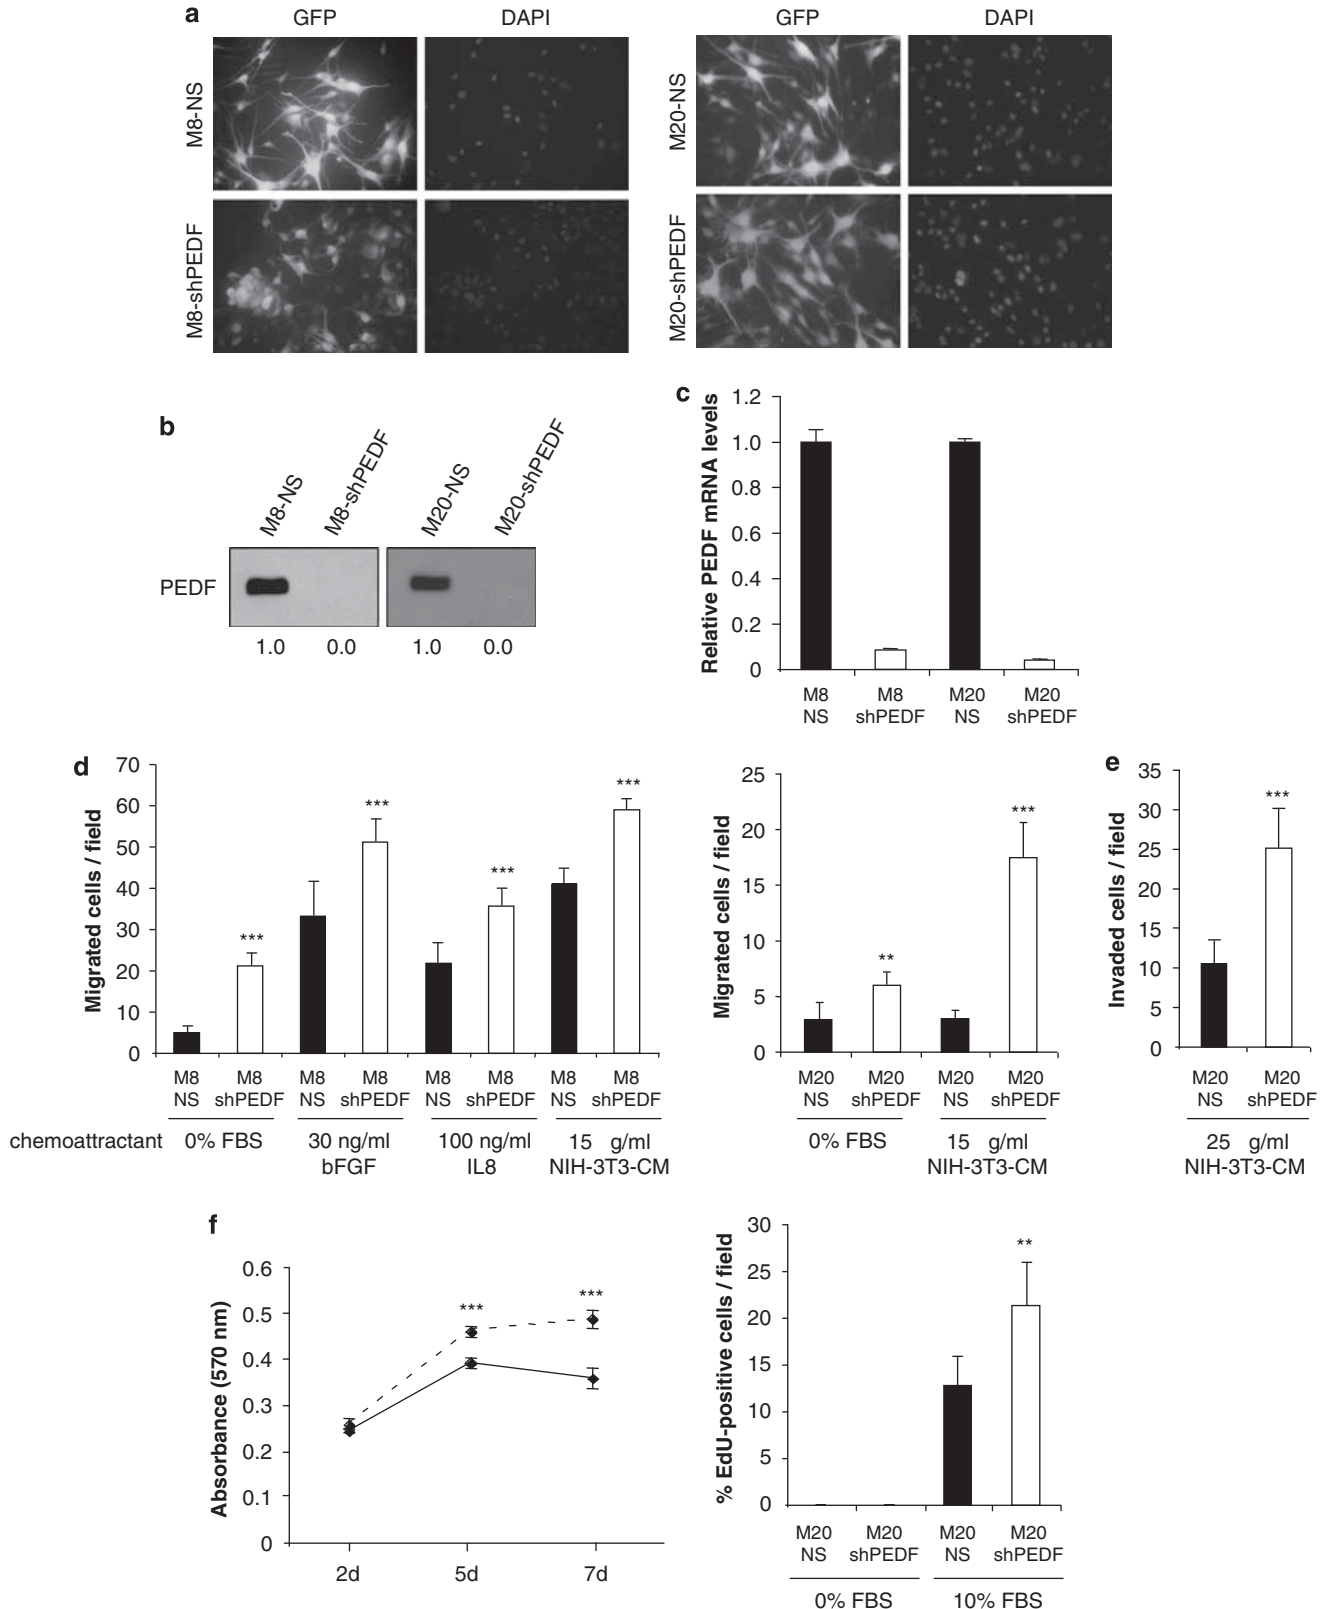 a
GFP
DAPI
GFP
DAPI
M8-NS
M8-shPEDF
M20-NS
M20-shPEDF
b
M8-NS
M8-shPEDF
M20-NS
M20-shPEDF
PEDF
1.0
0.0
1.0
0.0
c
Relative PEDF mRNA levels
1.2
1.0
0.8
0.6
0.4
0.2
0
M8
NS
M8
shPEDF
M20
NS
M20
shPEDF
d
Migrated cells / field
70
60
50
40
30
20
10
0
***
***
***
***
M8
NS
M8
shPEDF
M8
NS
M8
shPEDF
M8
NS
M8
shPEDF
M8
NS
M8
shPEDF
chemoattractant
0% FBS
30 ng/ml
bFGF
100 ng/ml
IL8
15 g/ml
NIH-3T3-CM
Migrated cells / field
25
20
15
10
5
0
**
***
M20
NS
M20
shPEDF
M20
NS
M20
shPEDF
0% FBS
15 g/ml
NIH-3T3-CM
e
Invaded cells / field
35
30
25
20
15
10
5
0
***
M20
NS
M20
shPEDF
25 g/ml
NIH-3T3-CM
f
Absorbance (570 nm)
0.6
0.5
0.4
0.3
0.2
0.1
0
***
***
2d
5d
7d
% EdU-positive cells / field
30
25
20
15
10
5
0
**
M20
NS
M20
shPEDF
M20
NS
M20
shPEDF
0% FBS
10% FBS